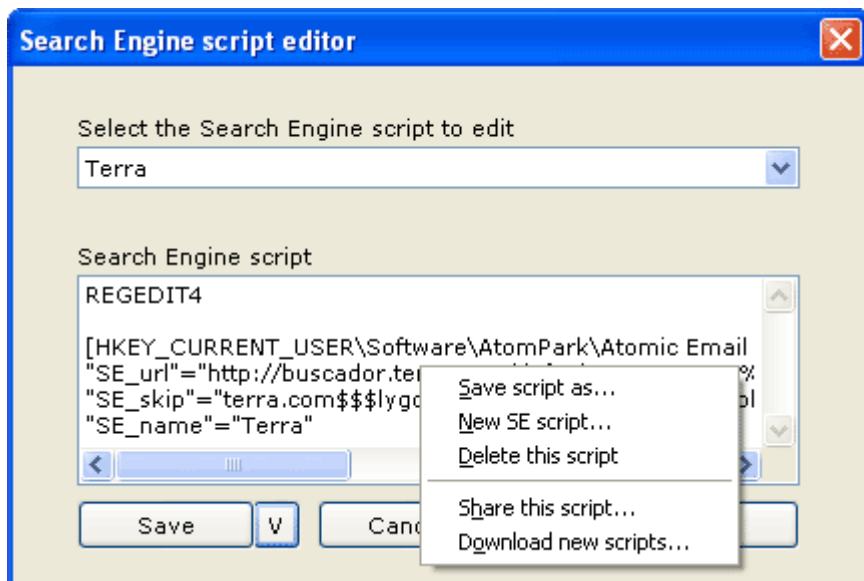 Search Engine script editor
Select the Search Engine script to edit
Terra
Search Engine script
REGEDIT4
[HKEY_CURRENT_USER\Software\AtomPark\Atomic Email
"SE_url"="http://buscador.ter
"SE_skip"="terra.com$$$lygo
"SE_name"="Terra"
Save script as...
New SE script...
Delete this script
Share this script...
Download new scripts...
Save
V
Canc